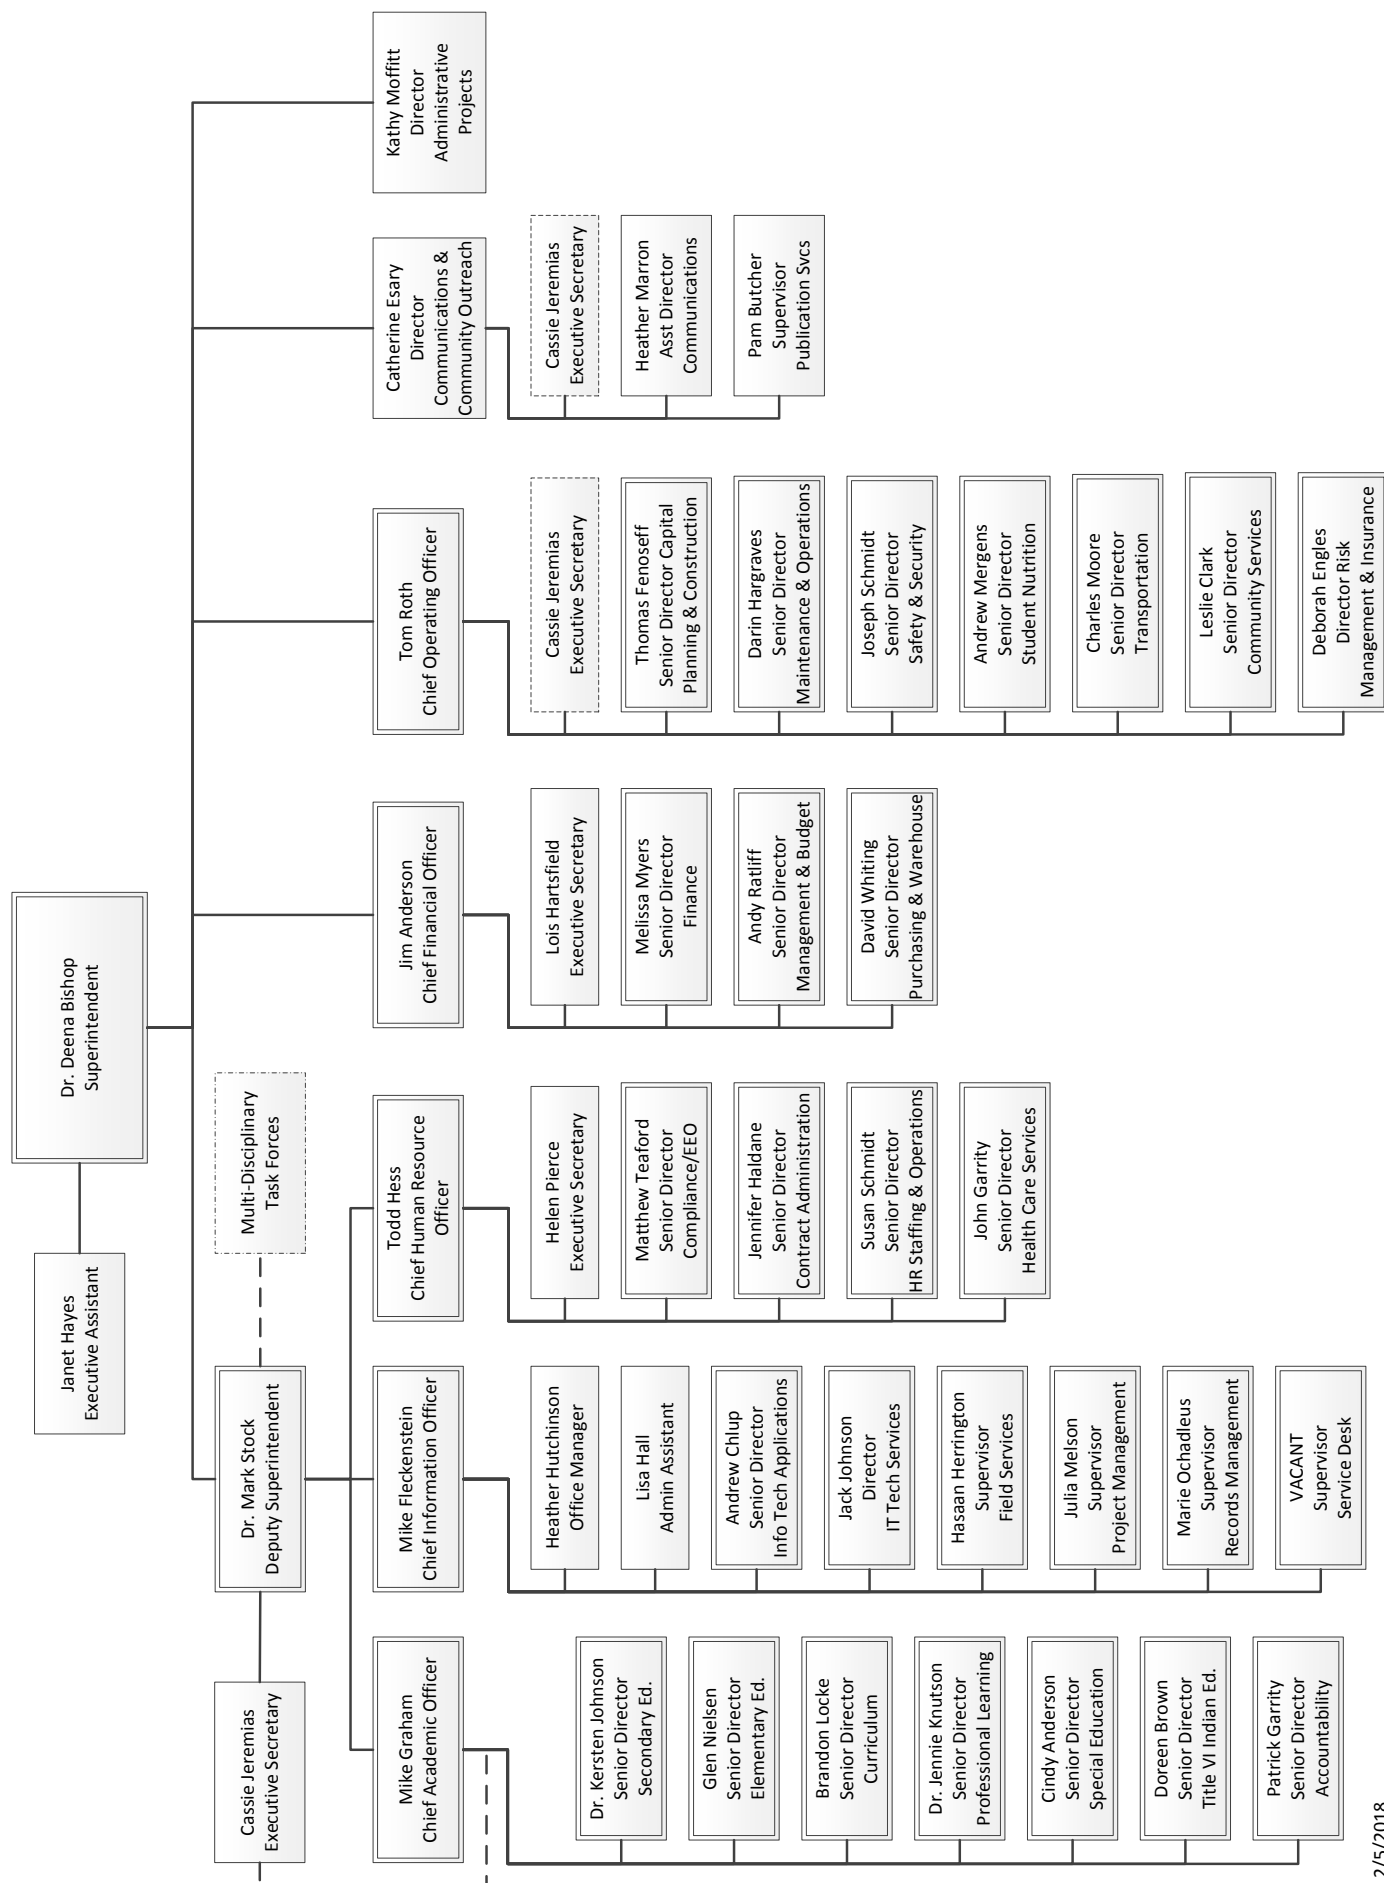 Dr. Deena Bishop
Superintendent
Janet Hayes
Executive Assistant
Multi-Disciplinary
Task Forces
Dr. Mark Stock
Deputy Superintendent
Cassie Jeremias
Executive Secretary
Mike Graham
Chief Academic Officer
Dr. Kersten Johnson
Senior Director
Secondary Ed.
Glen Nielsen
Senior Director
Elementary Ed.
Brandon Locke
Senior Director
Curriculum
Dr. Jennie Knutson
Senior Director
Professional Learning
Cindy Anderson
Senior Director
Special Education
Doreen Brown
Senior Director
Title VI Indian Ed.
Patrick Garrity
Senior Director
Accountability
Mike Fleckenstein
Chief Information Officer
Heather Hutchinson
Office Manager
Lisa Hall
Admin Assistant
Andrew Chlup
Senior Director
Info Tech Applications
Jack Johnson
Director
IT Tech Services
Hasaan Herrington
Supervisor
Field Services
Julia Melson
Supervisor
Project Management
Marie Ochadleus
Supervisor
Records Management
VACANT
Supervisor
Service Desk
Todd Hess
Chief Human Resource
Officer
Helen Pierce
Executive Secretary
Matthew Teaford
Senior Director
Compliance/EEO
Jennifer Haldane
Senior Director
Contract Administration
Susan Schmidt
Senior Director
HR Staffing & Operations
John Garrity
Senior Director
Health Care Services
Jim Anderson
Chief Financial Officer
Lois Hartsfield
Executive Secretary
Melissa Myers
Senior Director
Finance
Andy Ratliff
Senior Director
Management & Budget
David Whiting
Senior Director
Purchasing & Warehouse
Tom Roth
Chief Operating Officer
Cassie Jeremias
Executive Secretary
Thomas Fenoseff
Senior Director Capital
Planning & Construction
Darin Hargraves
Senior Director
Maintenance & Operations
Joseph Schmidt
Senior Director
Safety & Security
Andrew Mergens
Senior Director
Student Nutrition
Charles Moore
Senior Director
Transportation
Leslie Clark
Senior Director
Community Services
Deborah Engles
Director Risk
Management & Insurance
Catherine Esary
Director
Communications &
Community Outreach
Cassie Jeremias
Executive Secretary
Heather Marron
Asst Director
Communications
Pam Butcher
Supervisor
Publication Svcs
Kathy Moffitt
Director
Administrative
Projects
2/5/2018